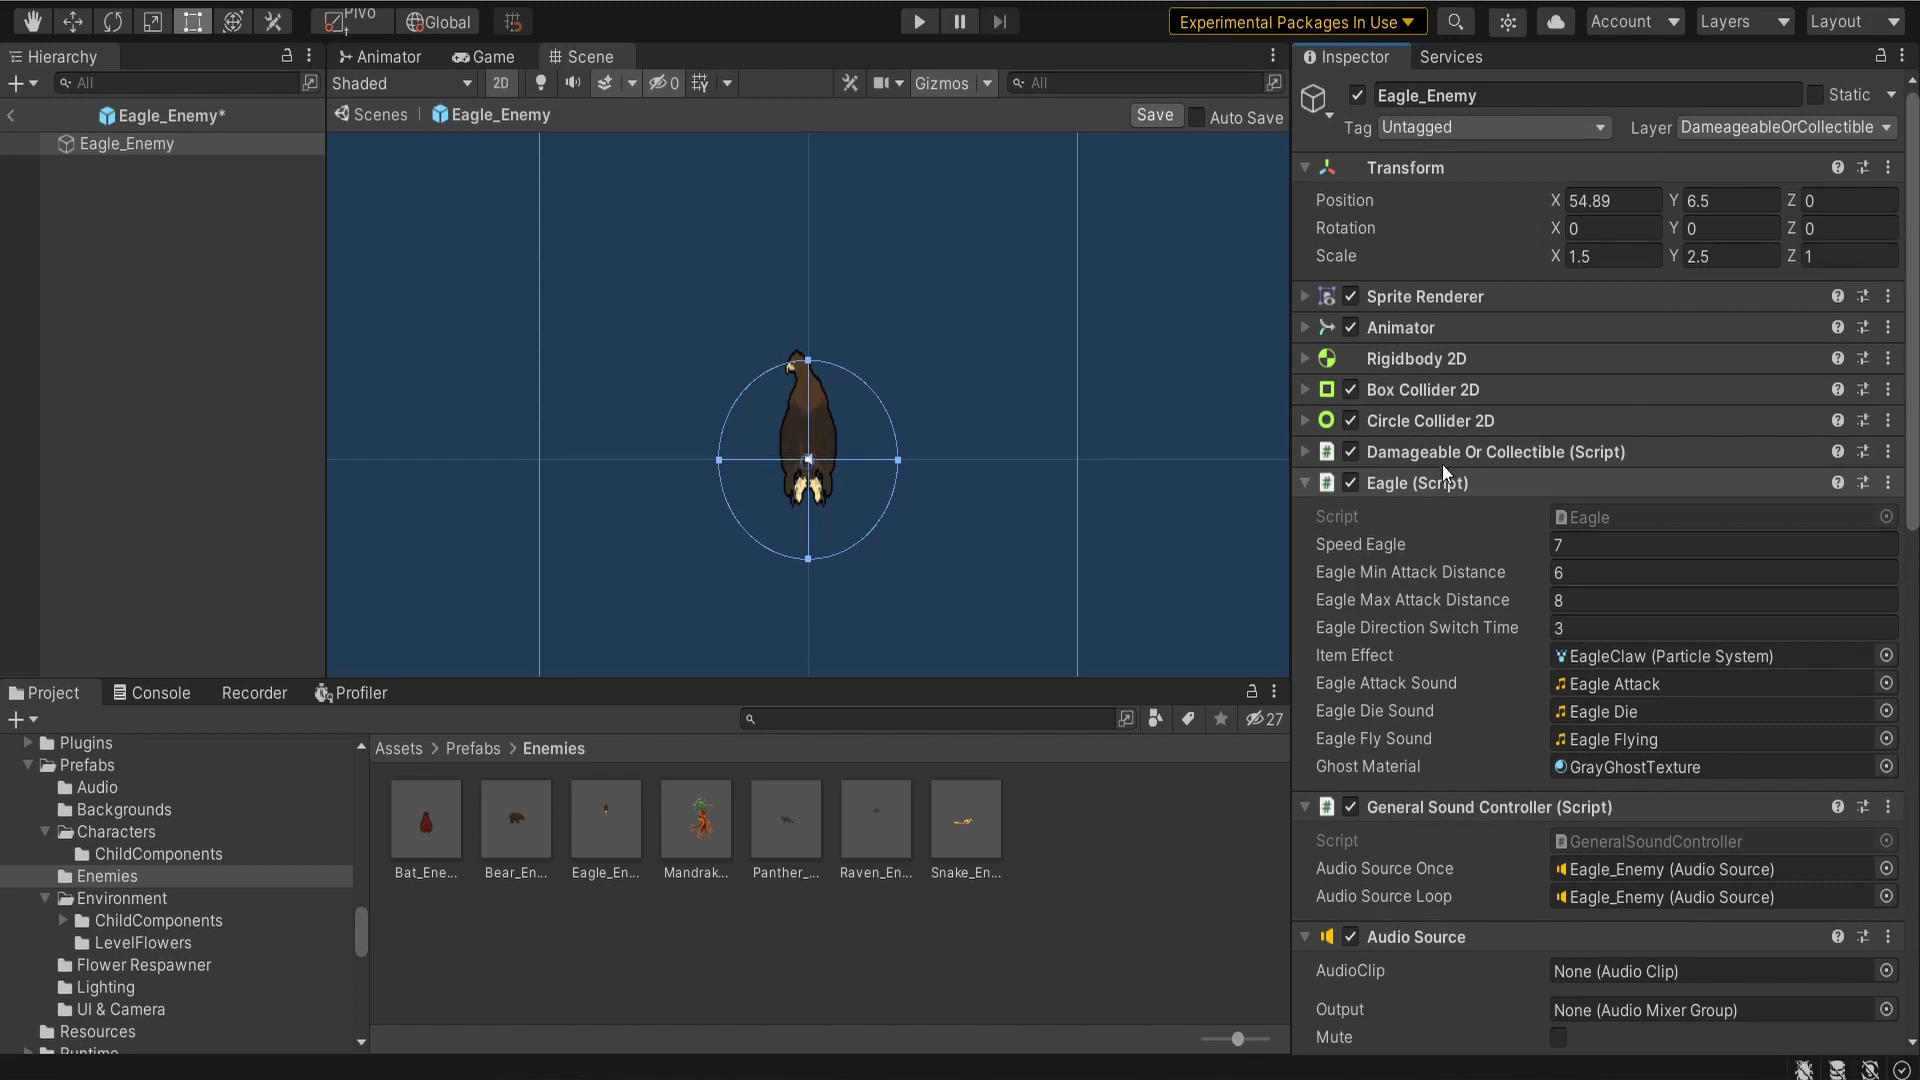 Pivo
t
Global
Experimental Packages In Use
Account
Layers
Layout
Hierarchy
All
Eagle_Enemy*
Eagle_Enemy
Animator
Game
Scene
Shaded
2D
0
Gizmos
All
Scenes
Eagle_Enemy
Save
Auto Save
Inspector
Services
Eagle_Enemy
Static
Tag
Untagged
Layer
DameageableOrCollectible
Transform
Position X 54.89 Y 6.5 Z 0
Rotation X 0 Y 0 Z 0
Scale X 1.5 Y 2.5 Z 1
Sprite Renderer
Animator
Rigidbody 2D
Box Collider 2D
Circle Collider 2D
Damageable Or Collectible (Script)
Eagle (Script)
Script Eagle
Speed Eagle 7
Eagle Min Attack Distance 6
Eagle Max Attack Distance 8
Eagle Direction Switch Time 3
Item Effect EagleClaw (Particle System)
Eagle Attack Sound Eagle Attack
Eagle Die Sound Eagle Die
Eagle Fly Sound Eagle Flying
Ghost Material GrayGhostTexture
General Sound Controller (Script)
Script GeneralSoundController
Audio Source Once Eagle_Enemy (Audio Source)
Audio Source Loop Eagle_Enemy (Audio Source)
Audio Source
AudioClip None (Audio Clip)
Output None (Audio Mixer Group)
Mute
Project
Console
Recorder
Profiler
27
Plugins
Prefabs
Audio
Backgrounds
Characters
ChildComponents
Enemies
Environment
ChildComponents
LevelFlowers
Flower Respawner
Lighting
UI & Camera
Resources
Runtime
Assets > Prefabs > Enemies
Bat_Ene...
Bear_En...
Eagle_En...
Mandrak...
Panther_...
Raven_En...
Snake_En...